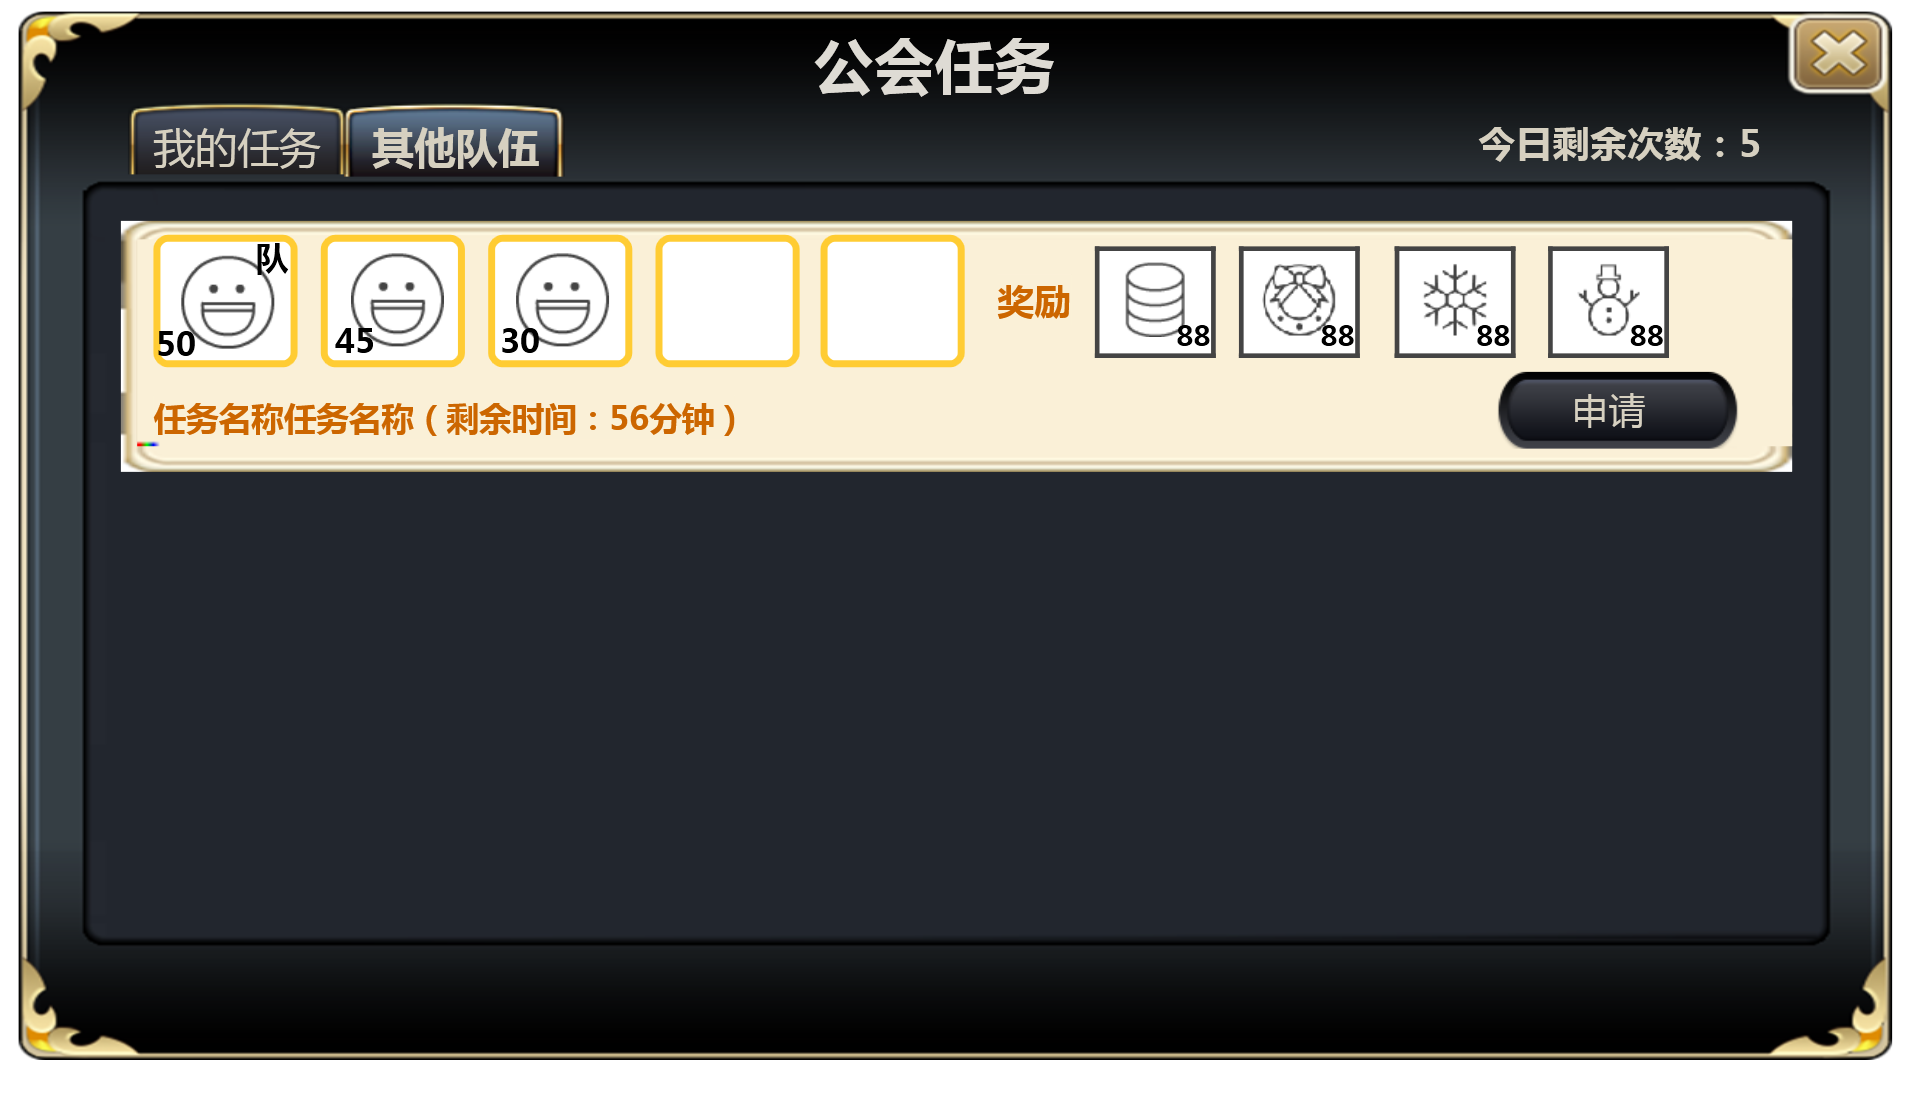 公会任务
我的任务 其他队伍 今日剩余次数：5
队
50 45 30 奖励 88 88 88 88
任务名称任务名称（剩余时间：56分钟）
申请